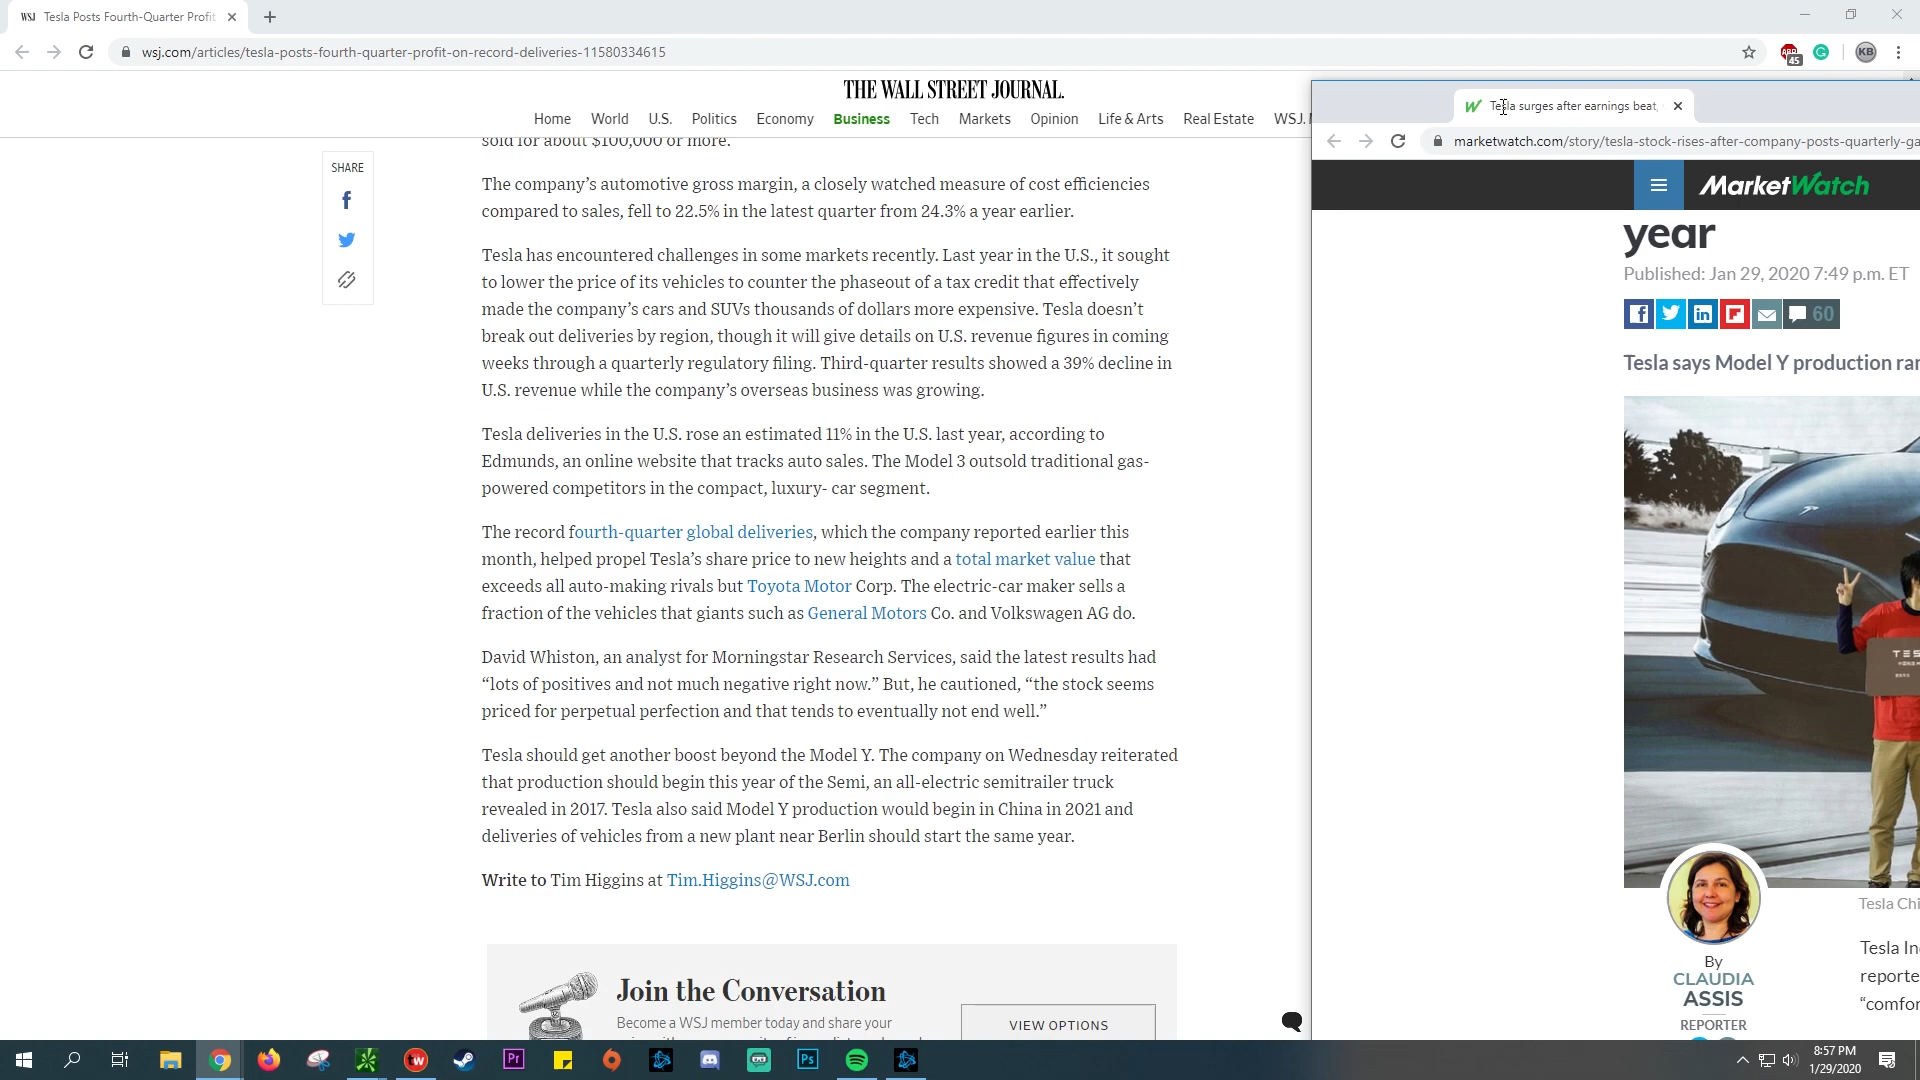 WSJ Tesla Posts Fourth-Quarter Profit
wsj.com/articles/tesla-posts-fourth-quarter-profit-on-record-deliveries-11580334615
ABP
45
G
KB
THE WALL STREET JOURNAL.
Home World U.S. Politics Economy Business Tech Markets Opinion Life & Arts Real Estate WSJ.
SHARE
sold for about $100,000 or more.
The company’s automotive gross margin, a closely watched measure of cost efficiencies
compared to sales, fell to 22.5% in the latest quarter from 24.3% a year earlier.
Tesla has encountered challenges in some markets recently. Last year in the U.S., it sought
to lower the price of its vehicles to counter the phaseout of a tax credit that effectively
made the company’s cars and SUVs thousands of dollars more expensive. Tesla doesn’t
break out deliveries by region, though it will give details on U.S. revenue figures in coming
weeks through a quarterly regulatory filing. Third-quarter results showed a 39% decline in
U.S. revenue while the company’s overseas business was growing.
Tesla deliveries in the U.S. rose an estimated 11% in the U.S. last year, according to
Edmunds, an online website that tracks auto sales. The Model 3 outsold traditional gas-
powered competitors in the compact, luxury- car segment.
The record fourth-quarter global deliveries, which the company reported earlier this
month, helped propel Tesla’s share price to new heights and a total market value that
exceeds all auto-making rivals but Toyota Motor Corp. The electric-car maker sells a
fraction of the vehicles that giants such as General Motors Co. and Volkswagen AG do.
David Whiston, an analyst for Morningstar Research Services, said the latest results had
“lots of positives and not much negative right now.” But, he cautioned, “the stock seems
priced for perpetual perfection and that tends to eventually not end well.”
Tesla should get another boost beyond the Model Y. The company on Wednesday reiterated
that production should begin this year of the Semi, an all-electric semitrailer truck
revealed in 2017. Tesla also said Model Y production would begin in China in 2021 and
deliveries of vehicles from a new plant near Berlin should start the same year.
Write to Tim Higgins at Tim.Higgins@WSJ.com
Join the Conversation
Become a WSJ member today and share your
VIEW OPTIONS
Tesla surges after earnings beat,
marketwatch.com/story/tesla-stock-rises-after-company-posts-quarterly-ga
MarketWatch
year
Published: Jan 29, 2020 7:49 p.m. ET
60
Tesla says Model Y production ran
TES
Tesla Chi
By
CLAUDIA
ASSIS
REPORTER
Tesla In
reporte
“comfor
tw
Pr
Ps
8:57 PM
1/29/2020